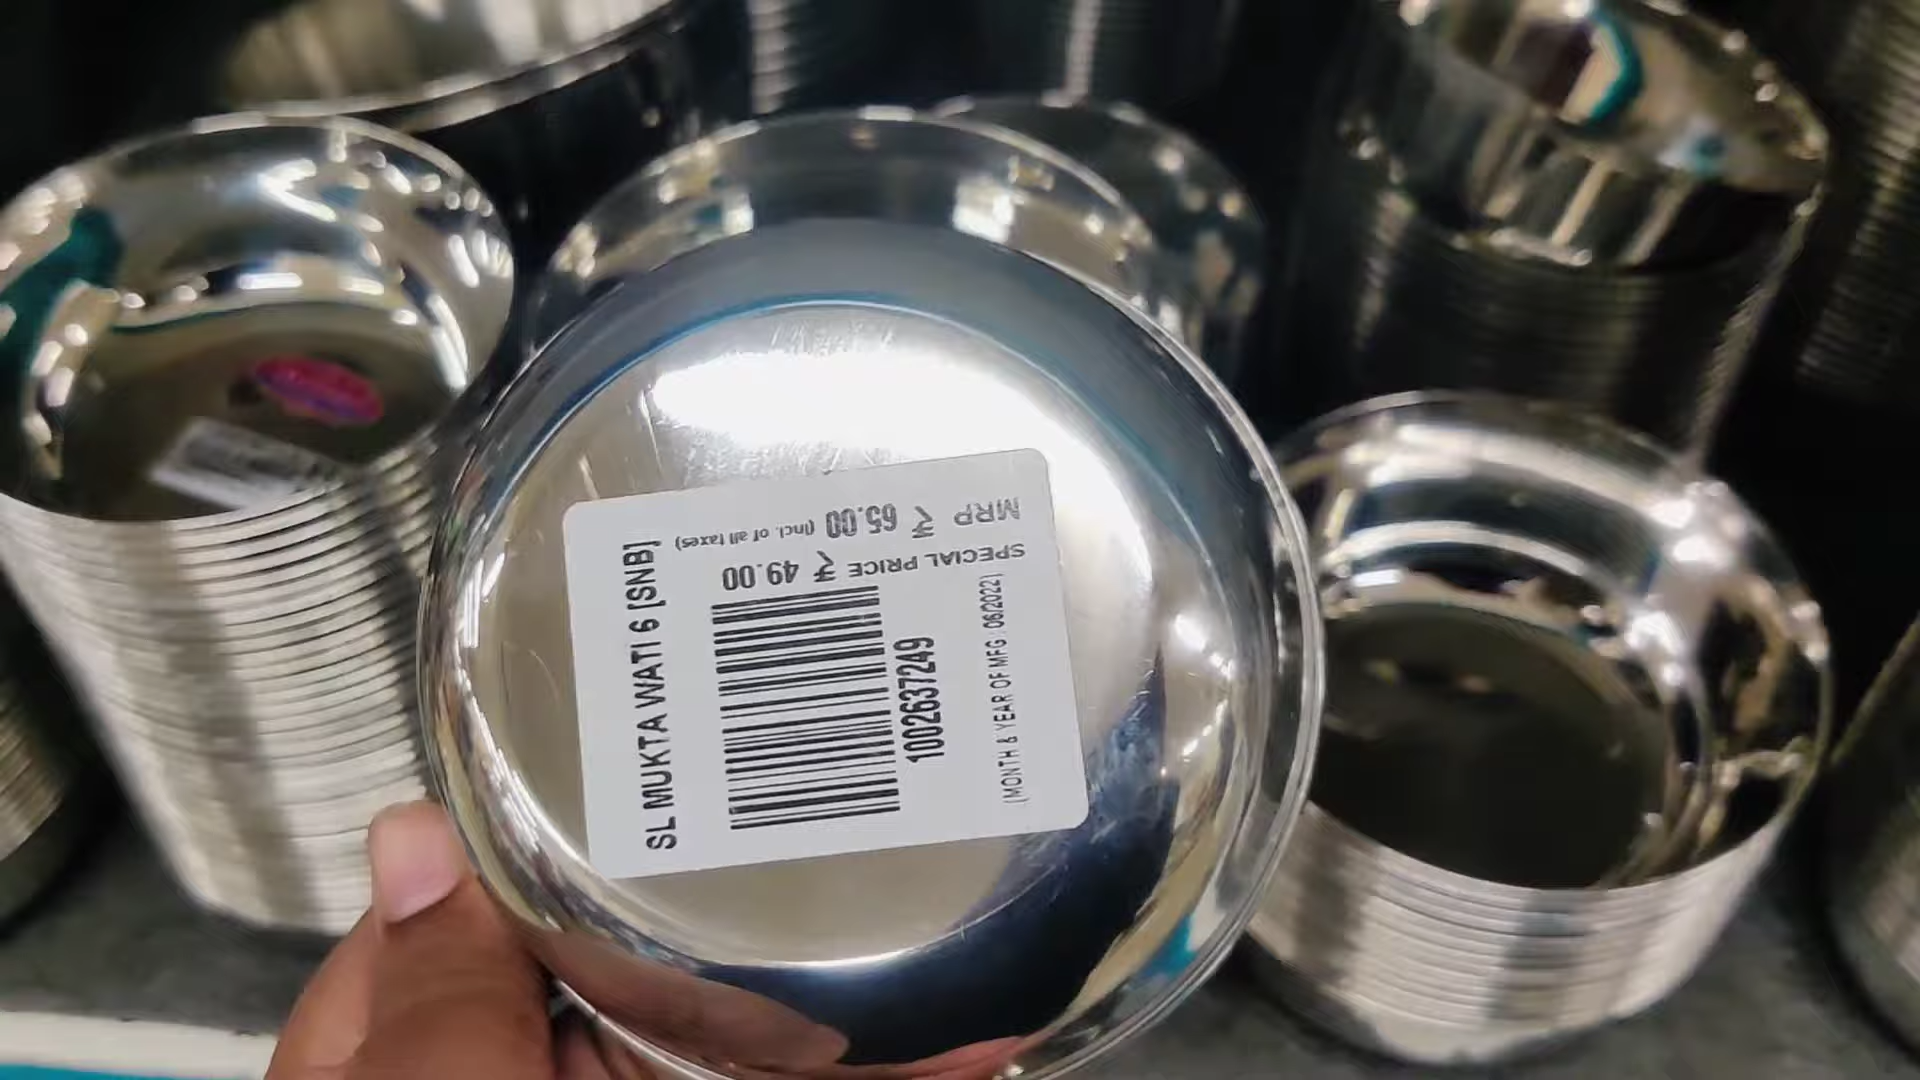 SL MUKTA WATI 6 [SNB]
MRP ₹ 65.00 (Incl. of all taxes)
SPECIAL PRICE ₹ 49.00
1002637249
(MONTH & YEAR OF MFG : 06/2022)